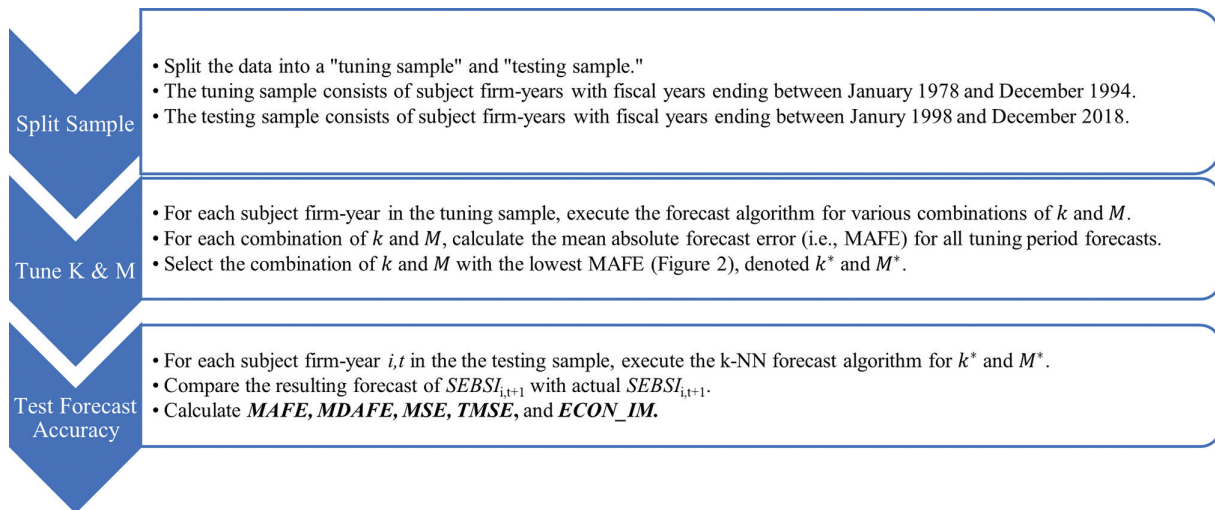 Split Sample
• Split the data into a "tuning sample" and "testing sample."
• The tuning sample consists of subject firm-years with fiscal years ending between January 1978 and December 1994.
• The testing sample consists of subject firm-years with fiscal years ending between Janury 1998 and December 2018.
Tune K & M
• For each subject firm-year in the tuning sample, execute the forecast algorithm for various combinations of k and M.
• For each combination of k and M, calculate the mean absolute forecast error (i.e., MAFE) for all tuning period forecasts.
• Select the combination of k and M with the lowest MAFE (Figure 2), denoted k* and M*.
Test Forecast
Accuracy
• For each subject firm-year i,t in the the testing sample, execute the k-NN forecast algorithm for k* and M*.
• Compare the resulting forecast of SEBSIi,t+1 with actual SEBSIi,t+1.
• Calculate MAFE, MDAFE, MSE, TMSE, and ECON_IM.